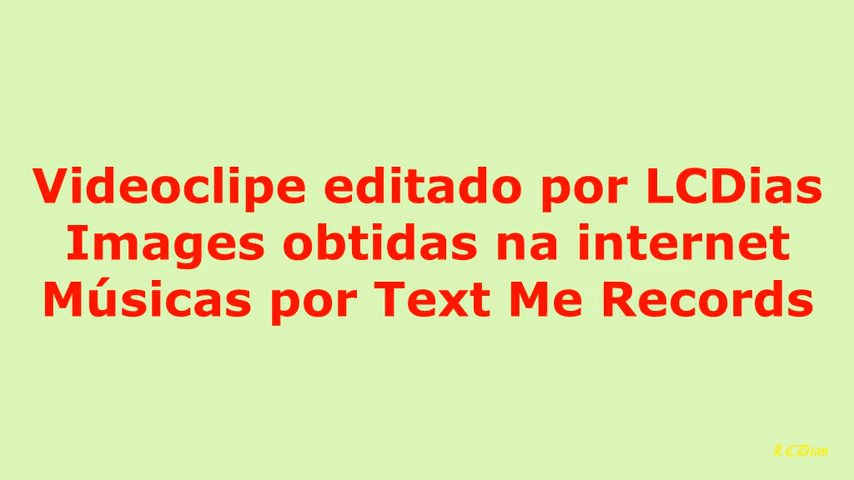 Videoclipe editado por LCDias
Images obtidas na internet
Músicas por Text Me Records
LCDias